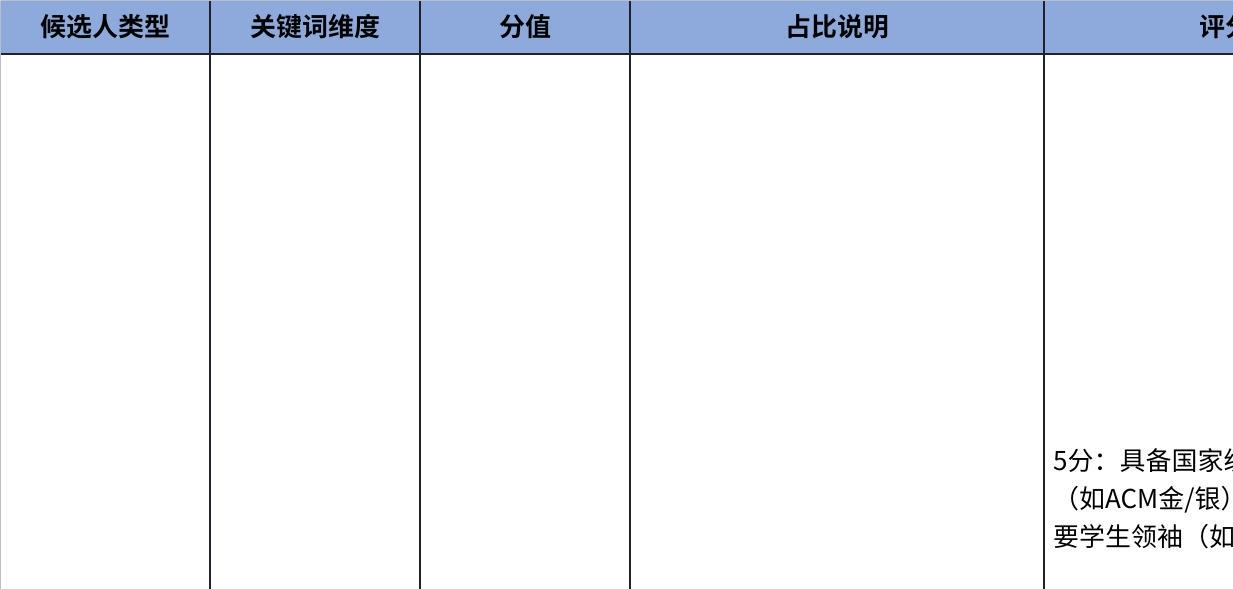 候选人类型 关键词维度 分值 占比说明 评
5分：具备国家
（如ACM金/银）
要学生领袖（如